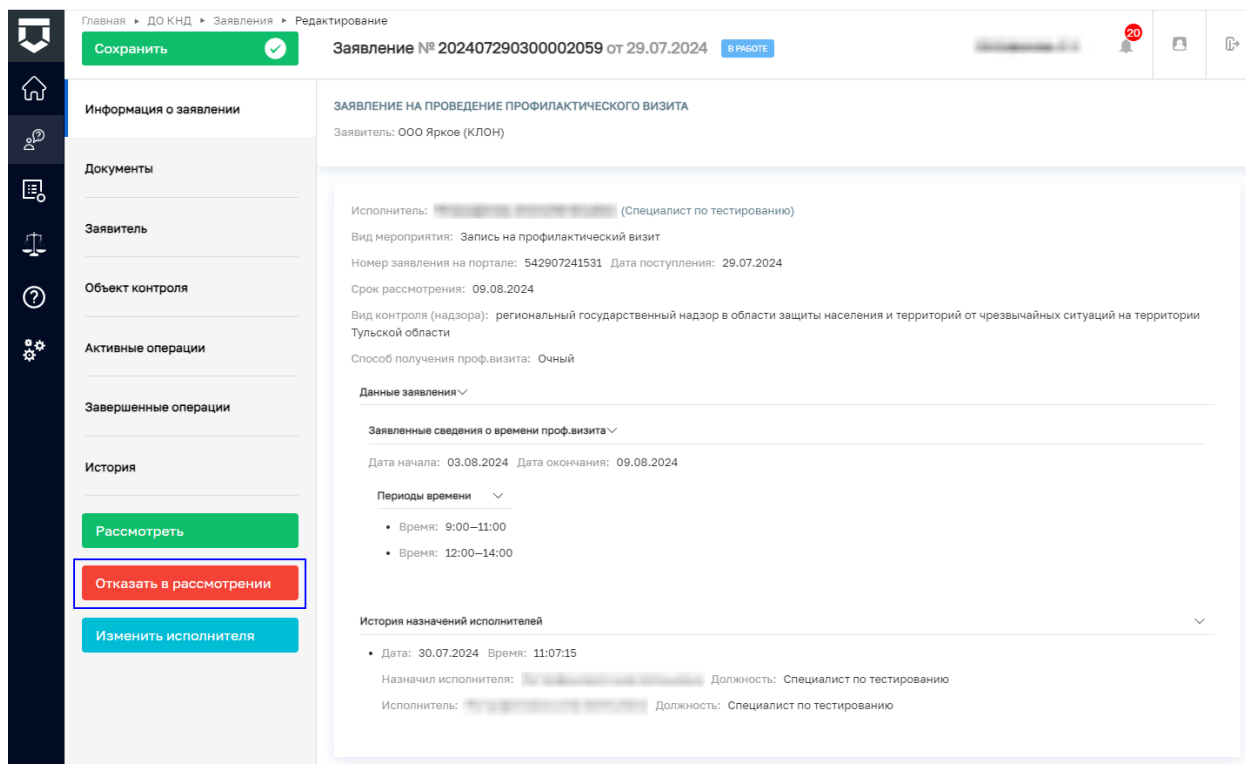 Главная ▸ ДО КНД ▸ Заявления ▸ Редактирование
Сохранить
Заявление № 202407290300002059 от 29.07.2024 В РАБОТЕ
20
Информация о заявлении
Документы
Заявитель
Объект контроля
Активные операции
Завершенные операции
История
Рассмотреть
Отказать в рассмотрении
Изменить исполнителя
ЗАЯВЛЕНИЕ НА ПРОВЕДЕНИЕ ПРОФИЛАКТИЧЕСКОГО ВИЗИТА
Заявитель: ООО Яркое (КЛОН)
Исполнитель: (Специалист по тестированию)
Вид мероприятия: Запись на профилактический визит
Номер заявления на портале: 542907241531 Дата поступления: 29.07.2024
Срок рассмотрения: 09.08.2024
Вид контроля (надзора): региональный государственный надзор в области защиты населения и территорий от чрезвычайных ситуаций на территории
Тульской области
Способ получения проф.визита: Очный
Данные заявления
Заявленные сведения о времени проф.визита
Дата начала: 03.08.2024 Дата окончания: 09.08.2024
Периоды времени
• Время: 9:00—11:00
• Время: 12:00—14:00
История назначений исполнителей
• Дата: 30.07.2024 Время: 11:07:15
Назначил исполнителя: Должность: Специалист по тестированию
Исполнитель: Должность: Специалист по тестированию